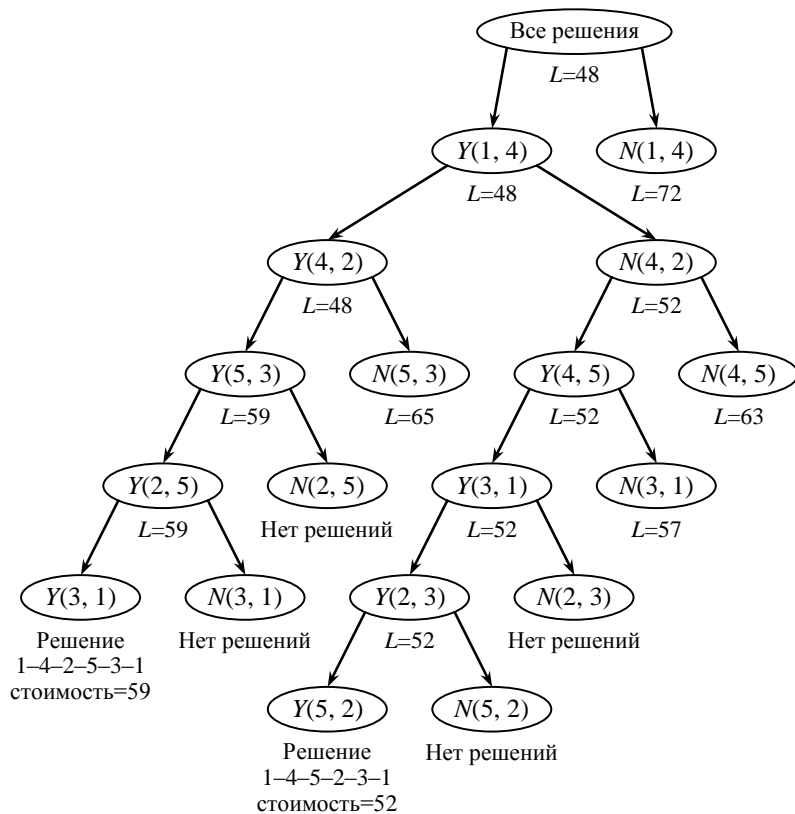 Все решения
L=48
Y(1, 4)
N(1, 4)
L=48
L=72
Y(4, 2)
N(4, 2)
L=48
L=52
Y(5, 3)
N(5, 3)
Y(4, 5)
N(4, 5)
L=59
L=65
L=52
L=63
Y(2, 5)
N(2, 5)
Y(3, 1)
N(3, 1)
L=59
Нет решений
L=52
L=57
Y(3, 1)
N(3, 1)
Y(2, 3)
N(2, 3)
Решение
1–4–2–5–3–1
стоимость=59
Нет решений
L=52
Нет решений
Y(5, 2)
N(5, 2)
Решение
1–4–5–2–3–1
стоимость=52
Нет решений